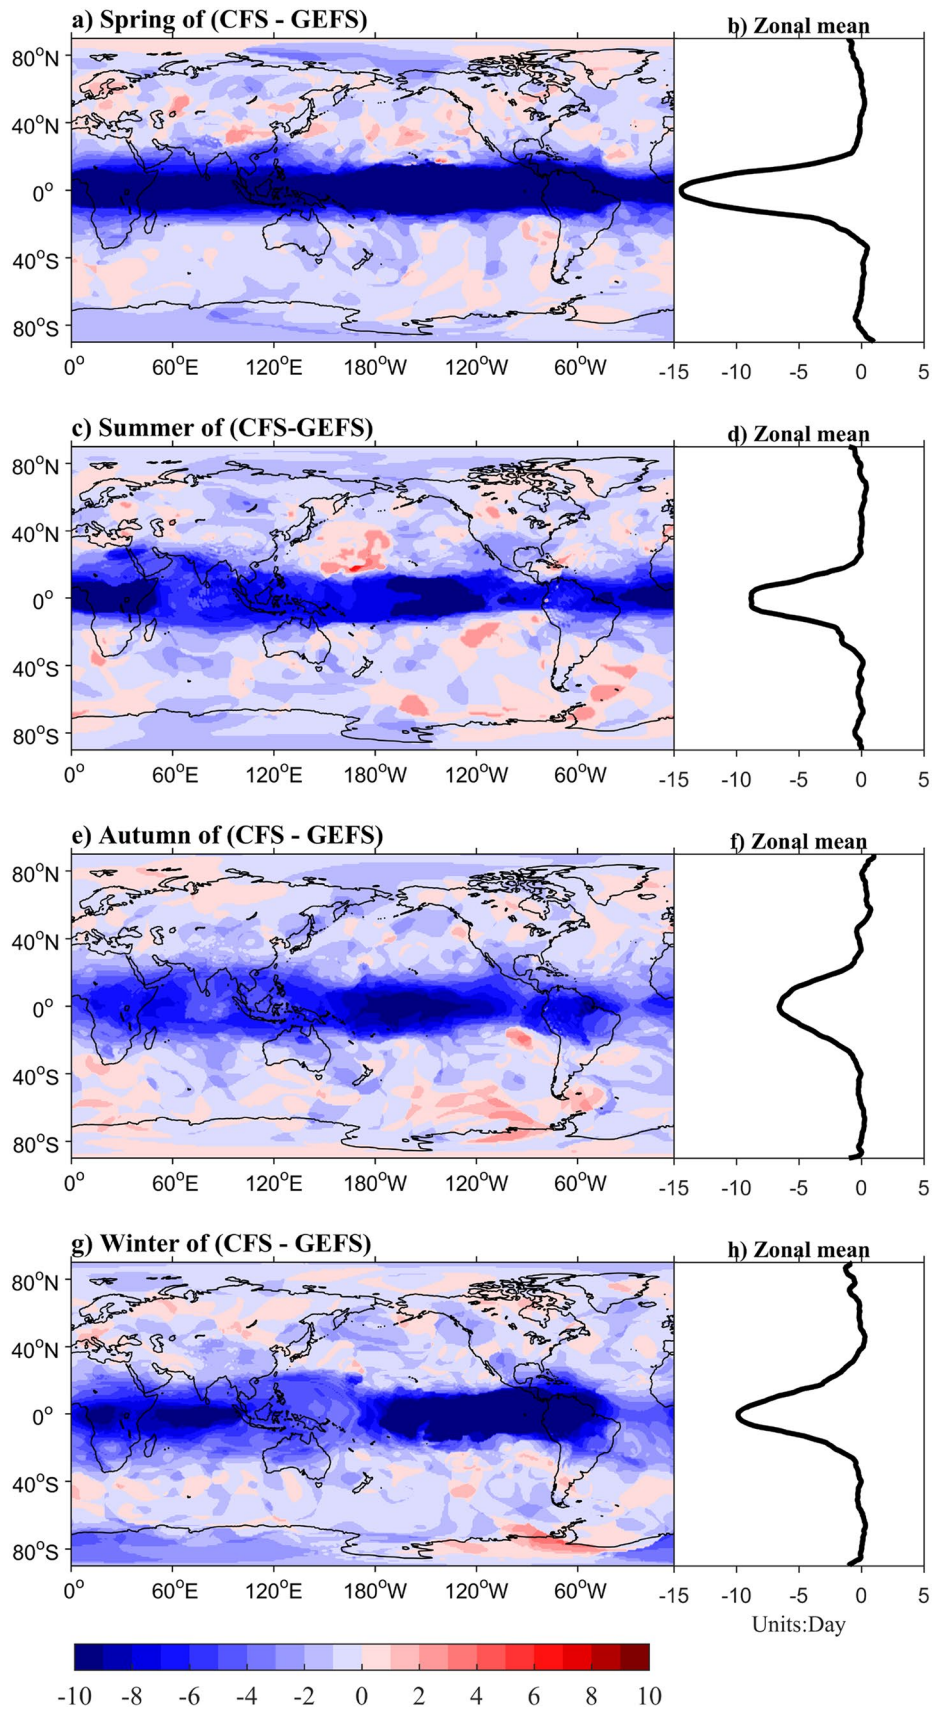 a) Spring of (CFS - GEFS)
b) Zonal mean
80°N
40°N
0°
40°S
80°S
0° 60°E 120°E 180°W 120°W 60°W
-15 -10 -5 0 5
c) Summer of (CFS-GEFS)
d) Zonal mean
80°N
40°N
0°
40°S
80°S
0° 60°E 120°E 180°W 120°W 60°W
-15 -10 -5 0 5
e) Autumn of (CFS - GEFS)
f) Zonal mean
80°N
40°N
0°
40°S
80°S
0° 60°E 120°E 180°W 120°W 60°W
-15 -10 -5 0 5
g) Winter of (CFS - GEFS)
h) Zonal mean
80°N
40°N
0°
40°S
80°S
0° 60°E 120°E 180°W 120°W 60°W
-15 -10 -5 0 5
Units:Day
-10 -8 -6 -4 -2 0 2 4 6 8 10